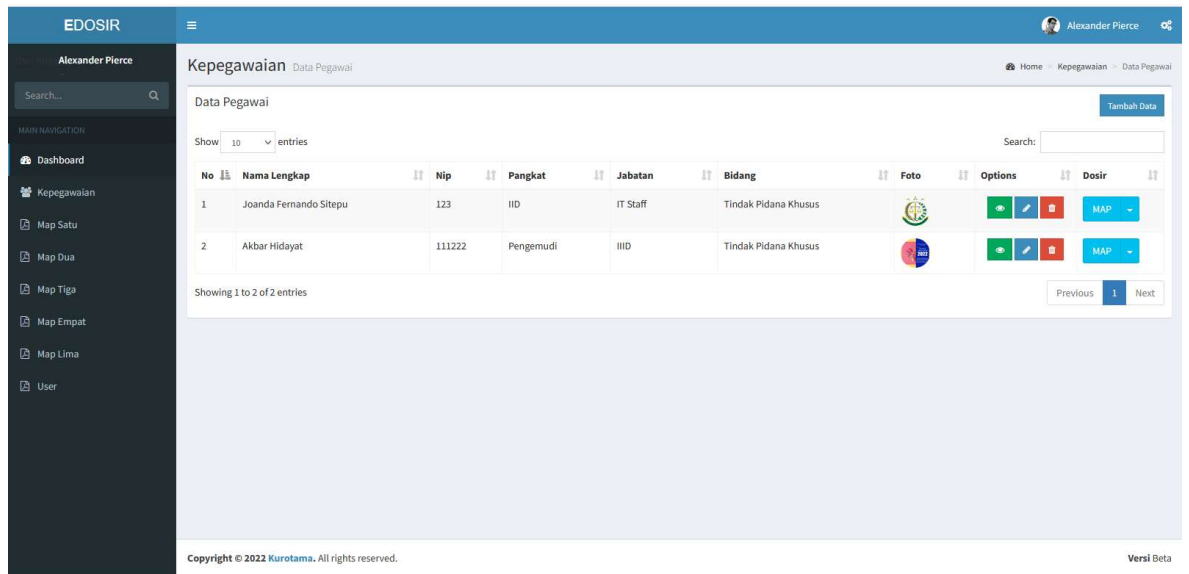 EDOSIR
Alexander Pierce
Alexander Pierce
Kepegawaian Data Pegawai
Home > Kepegawaian > Data Pegawai
Search...
Data Pegawai
Tambah Data
MAIN NAVIGATION
Show 10 entries
Search:
Dashboard
Kepegawaian
Map Satu
Map Dua
Map Tiga
Map Empat
Map Lima
User
No Nama Lengkap Nip Pangkat Jabatan Bidang Foto Options Dosir
1 Joanda Fernando Sitepu 123 IID IT Staff Tindak Pidana Khusus MAP
2 Akbar Hidayat 111222 Pengemudi IIID Tindak Pidana Khusus MAP
Showing 1 to 2 of 2 entries
Previous 1 Next
Copyright © 2022 Kurotama. All rights reserved.
Versi Beta